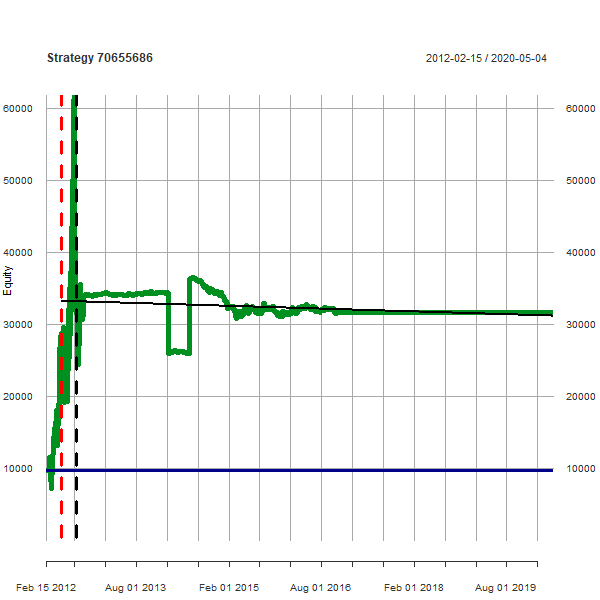 Strategy 70655686
2012-02-15 / 2020-05-04
60000
60000
50000
50000
40000
40000
Equity
30000
30000
20000
20000
10000
10000
Feb 15 2012
Aug 01 2013
Feb 01 2015
Aug 01 2016
Feb 01 2018
Aug 01 2019